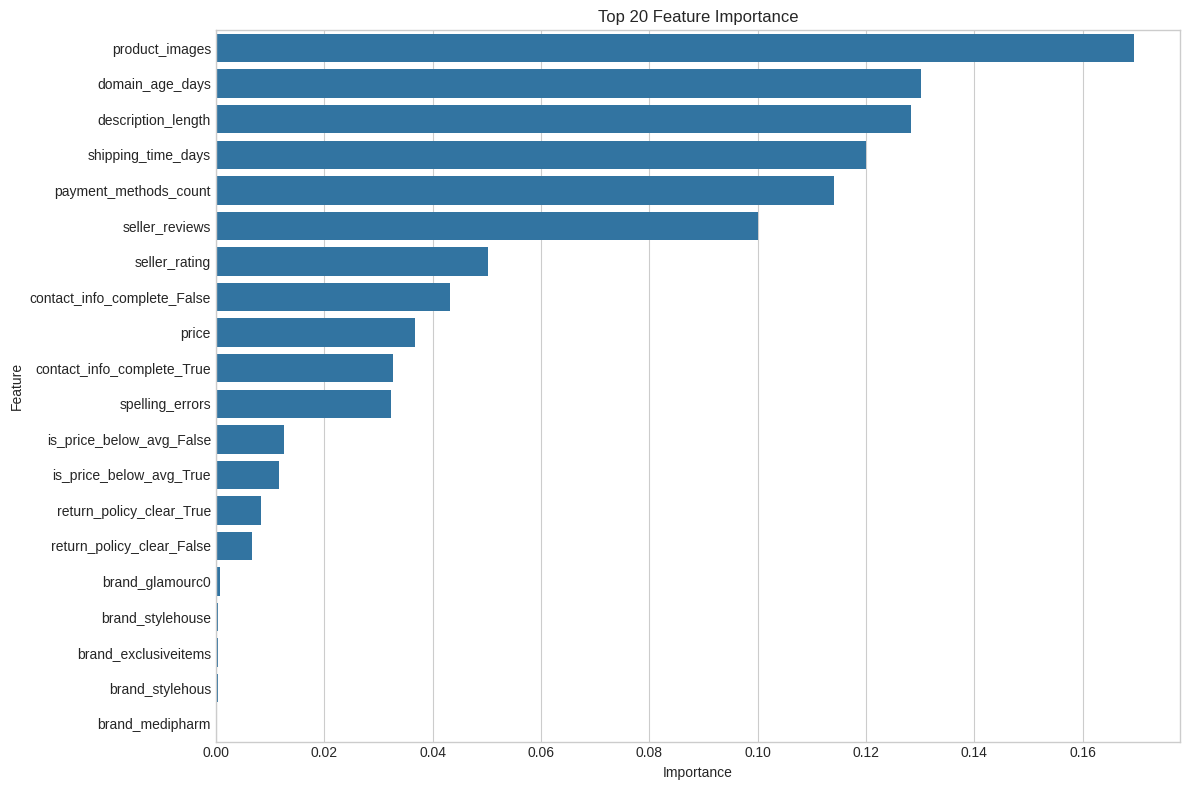 Top 20 Feature Importance
product_images
domain_age_days
description_length
shipping_time_days
payment_methods_count
seller_reviews
seller_rating
contact_info_complete_False
price
contact_info_complete_True
spelling_errors
is_price_below_avg_False
is_price_below_avg_True
return_policy_clear_True
return_policy_clear_False
brand_glamourc0
brand_stylehouse
brand_exclusiveitems
brand_stylehous
brand_medipharm
Feature
0.00 0.02 0.04 0.06 0.08 0.10 0.12 0.14 0.16
Importance